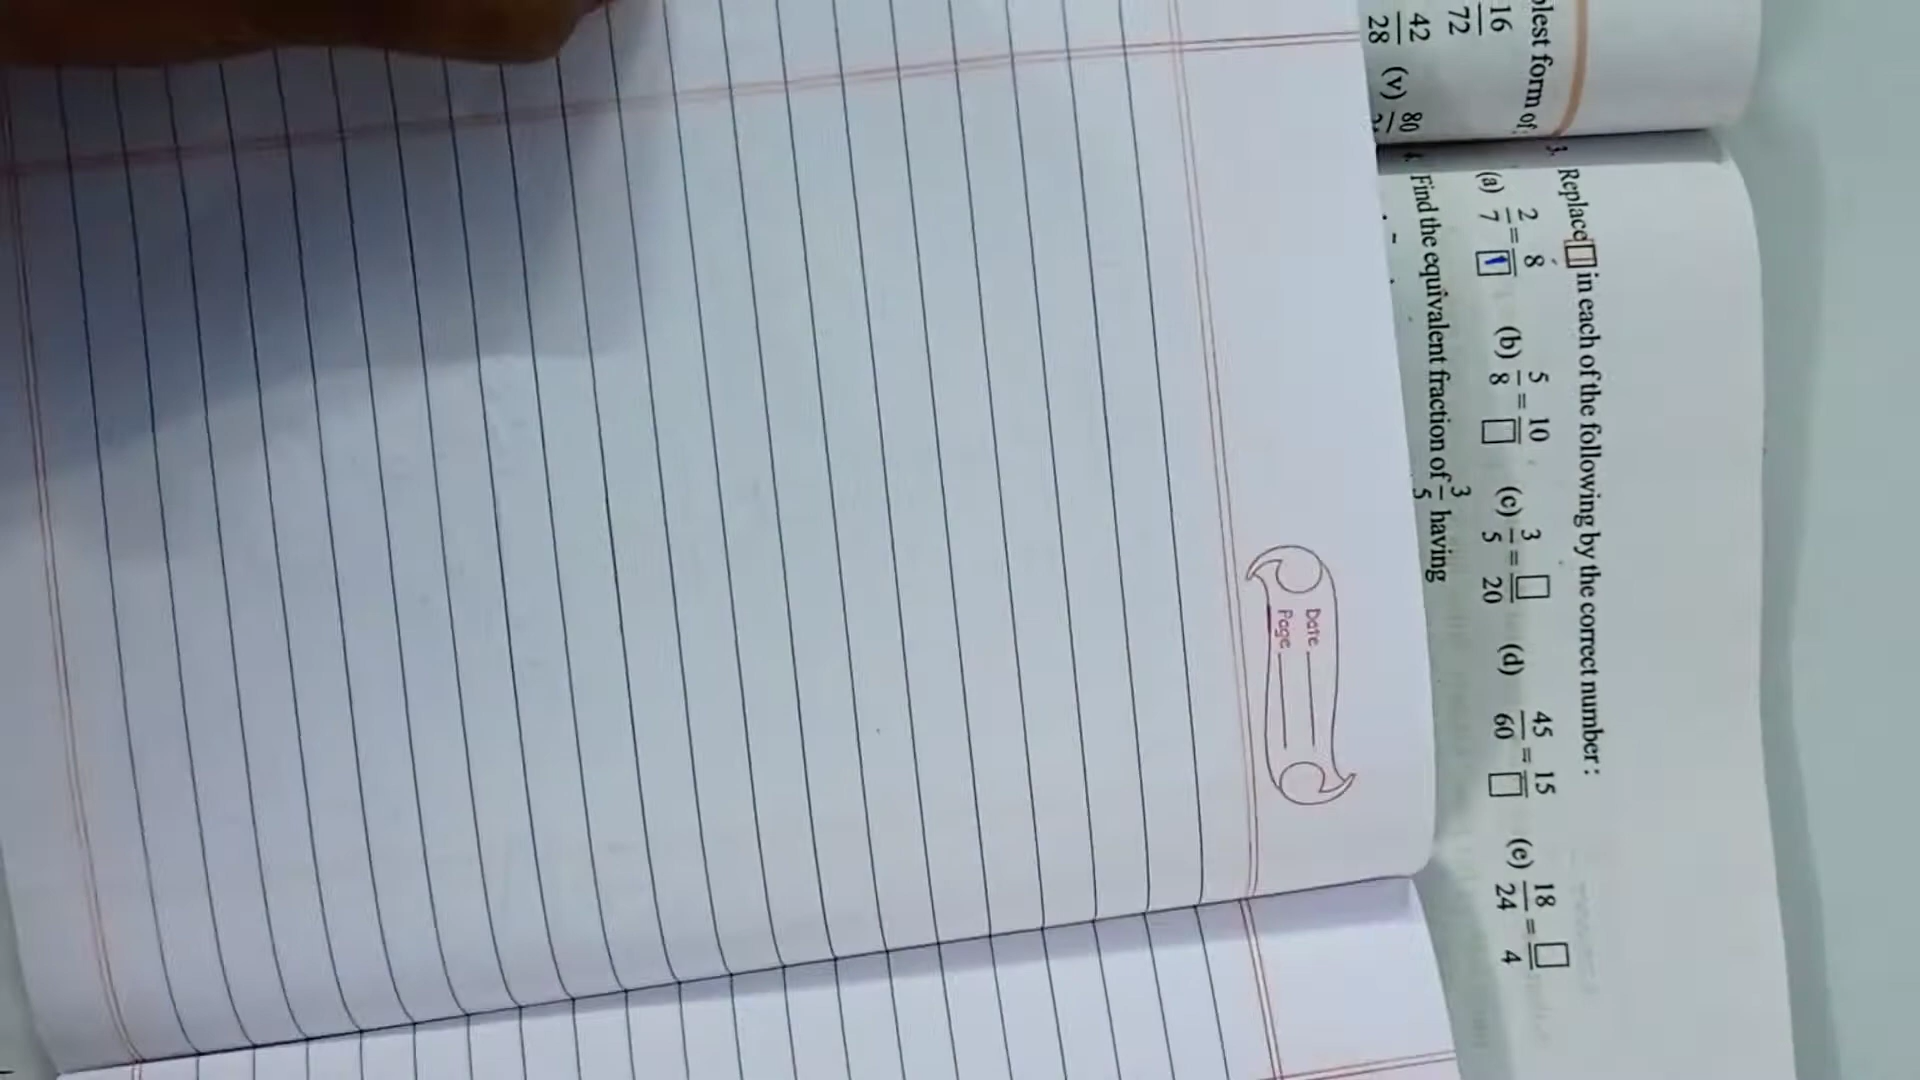 plest form of:
16
72
42
28
(v) 80
3. Replace □ in each of the following by the correct number :
(a) 2/7 = 8/□ (b) 5/8 = 10/□ (c) 3/5 = □/20 (d) 45/60 = 15/□ (e) 18/24 = □/4
4. Find the equivalent fraction of 3/5 having
Date
Page